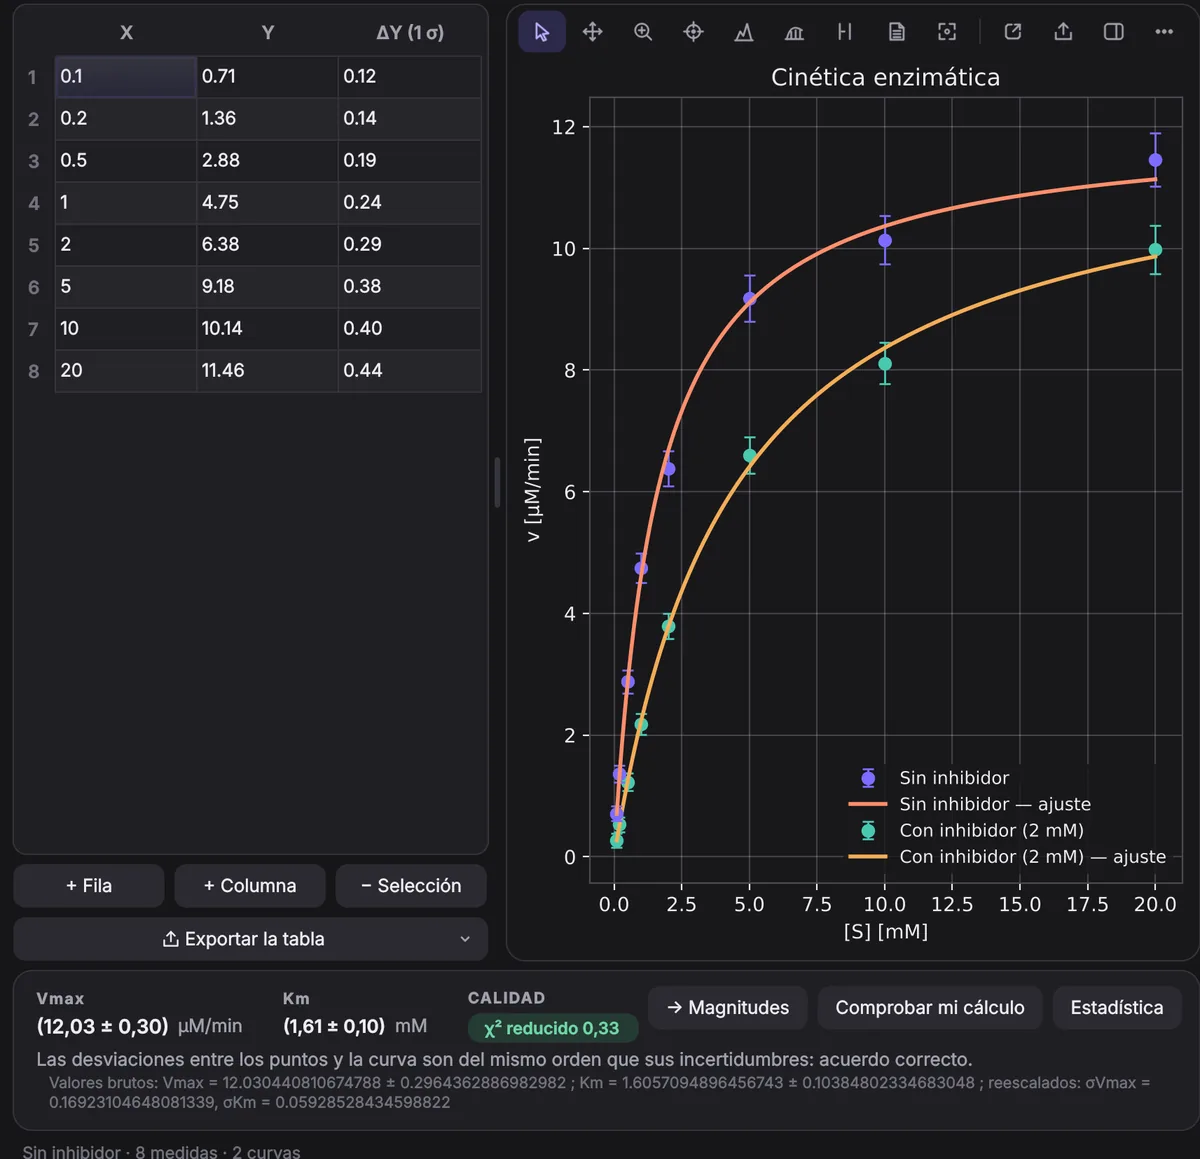 X Y ΔY (1 σ)
1 0.1 0.71 0.12
2 0.2 1.36 0.14
3 0.5 2.88 0.19
4 1 4.75 0.24
5 2 6.38 0.29
6 5 9.18 0.38
7 10 10.14 0.40
8 20 11.46 0.44
+ Fila
+ Columna
− Selección
Exportar la tabla
Cinética enzimática
12
10
8
6
4
2
0
v [µM/min]
Sin inhibidor
Sin inhibidor — ajuste
Con inhibidor (2 mM)
Con inhibidor (2 mM) — ajuste
0.0 2.5 5.0 7.5 10.0 12.5 15.0 17.5 20.0
[S] [mM]
Vmax
(12,03 ± 0,30) µM/min
Km
(1,61 ± 0,10) mM
CALIDAD
χ² reducido 0,33
→ Magnitudes
Comprobar mi cálculo
Estadística
Las desviaciones entre los puntos y la curva son del mismo orden que sus incertidumbres: acuerdo correcto.
Valores brutos: Vmax = 12.030440810674788 ± 0.2964362886982982 ; Km = 1.6057094896456743 ± 0.10384802334683048 ; reescalados: σVmax =
0.16923104648081339, σKm = 0.05928528434598822
Sin inhibidor · 8 medidas · 2 curvas